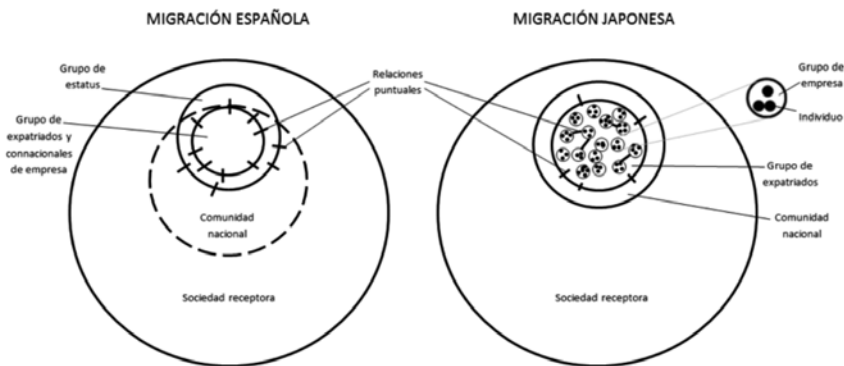 MIGRACIÓN ESPAÑOLA
MIGRACIÓN JAPONESA
Grupo de
estatus
Grupo de
expatriados y
connacionales
de empresa
Relaciones
puntuales
Grupo de
empresa
Individuo
Grupo de
expatriados
Comunidad
nacional
Comunidad
nacional
Sociedad receptora
Sociedad receptora